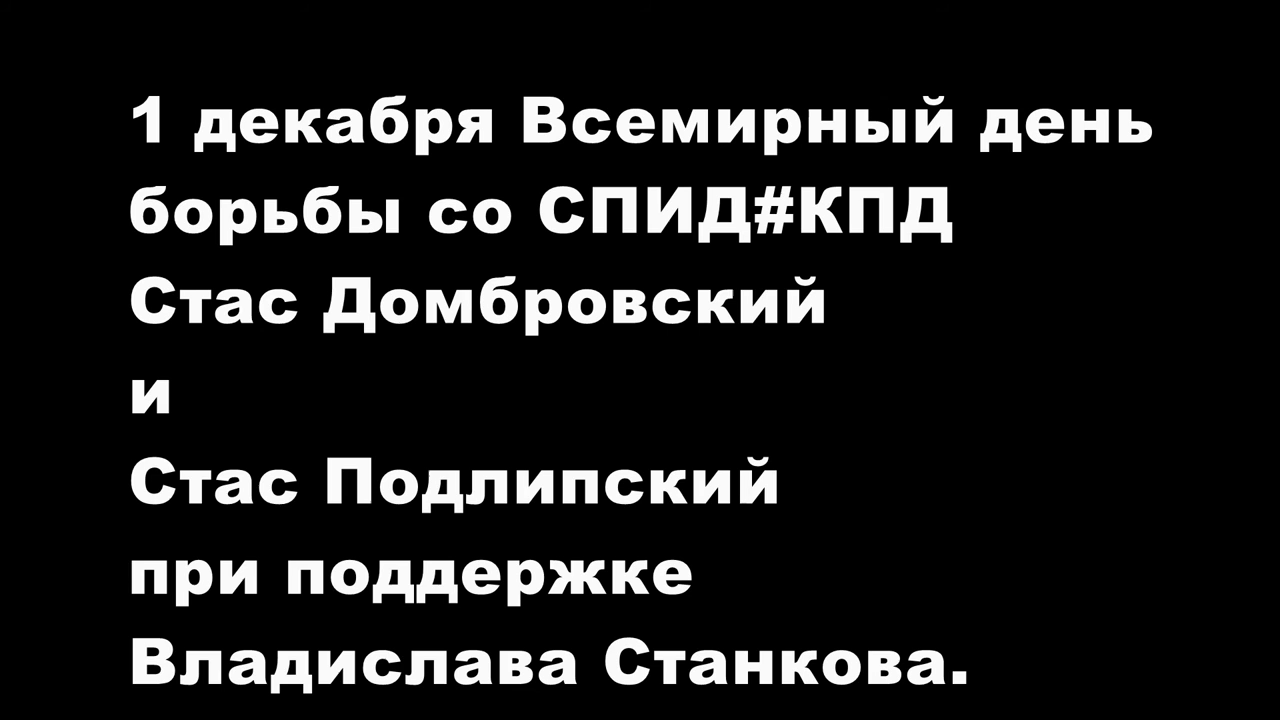 1 декабря Всемирный день
борьбы со СПИД#КПД
Стас Домбровский
и
Стас Подлипский
при поддержке
Владислава Станкова.